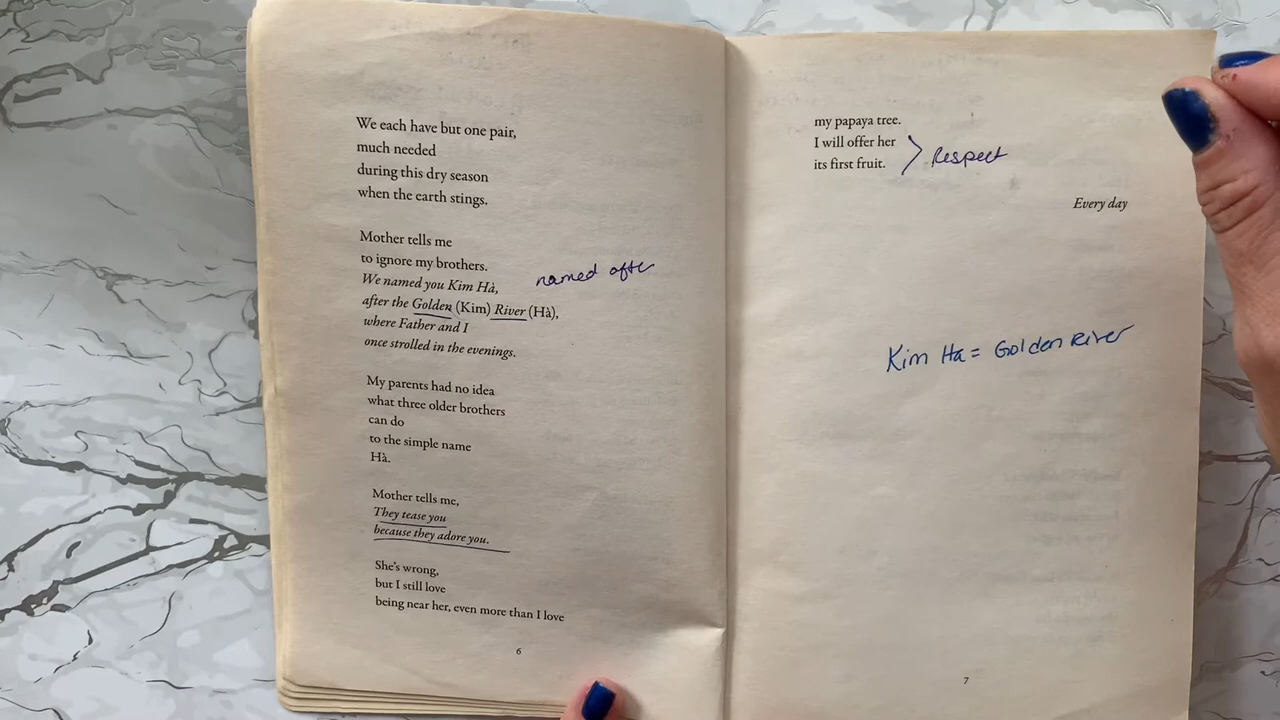 We each have but one pair,
much needed
during this dry season
when the earth stings.
Mother tells me
to ignore my brothers.
We named you Kim Hà,
after the Golden (Kim) River (Hà),
where Father and I
once strolled in the evenings.
named after
My parents had no idea
what three older brothers
can do
to the simple name
Hà.
Mother tells me,
They tease you
because they adore you.
She's wrong,
but I still love
being near her, even more than I love
6
my papaya tree.
I will offer her
its first fruit.
Respect
Every day
Kim Ha = Golden River
7